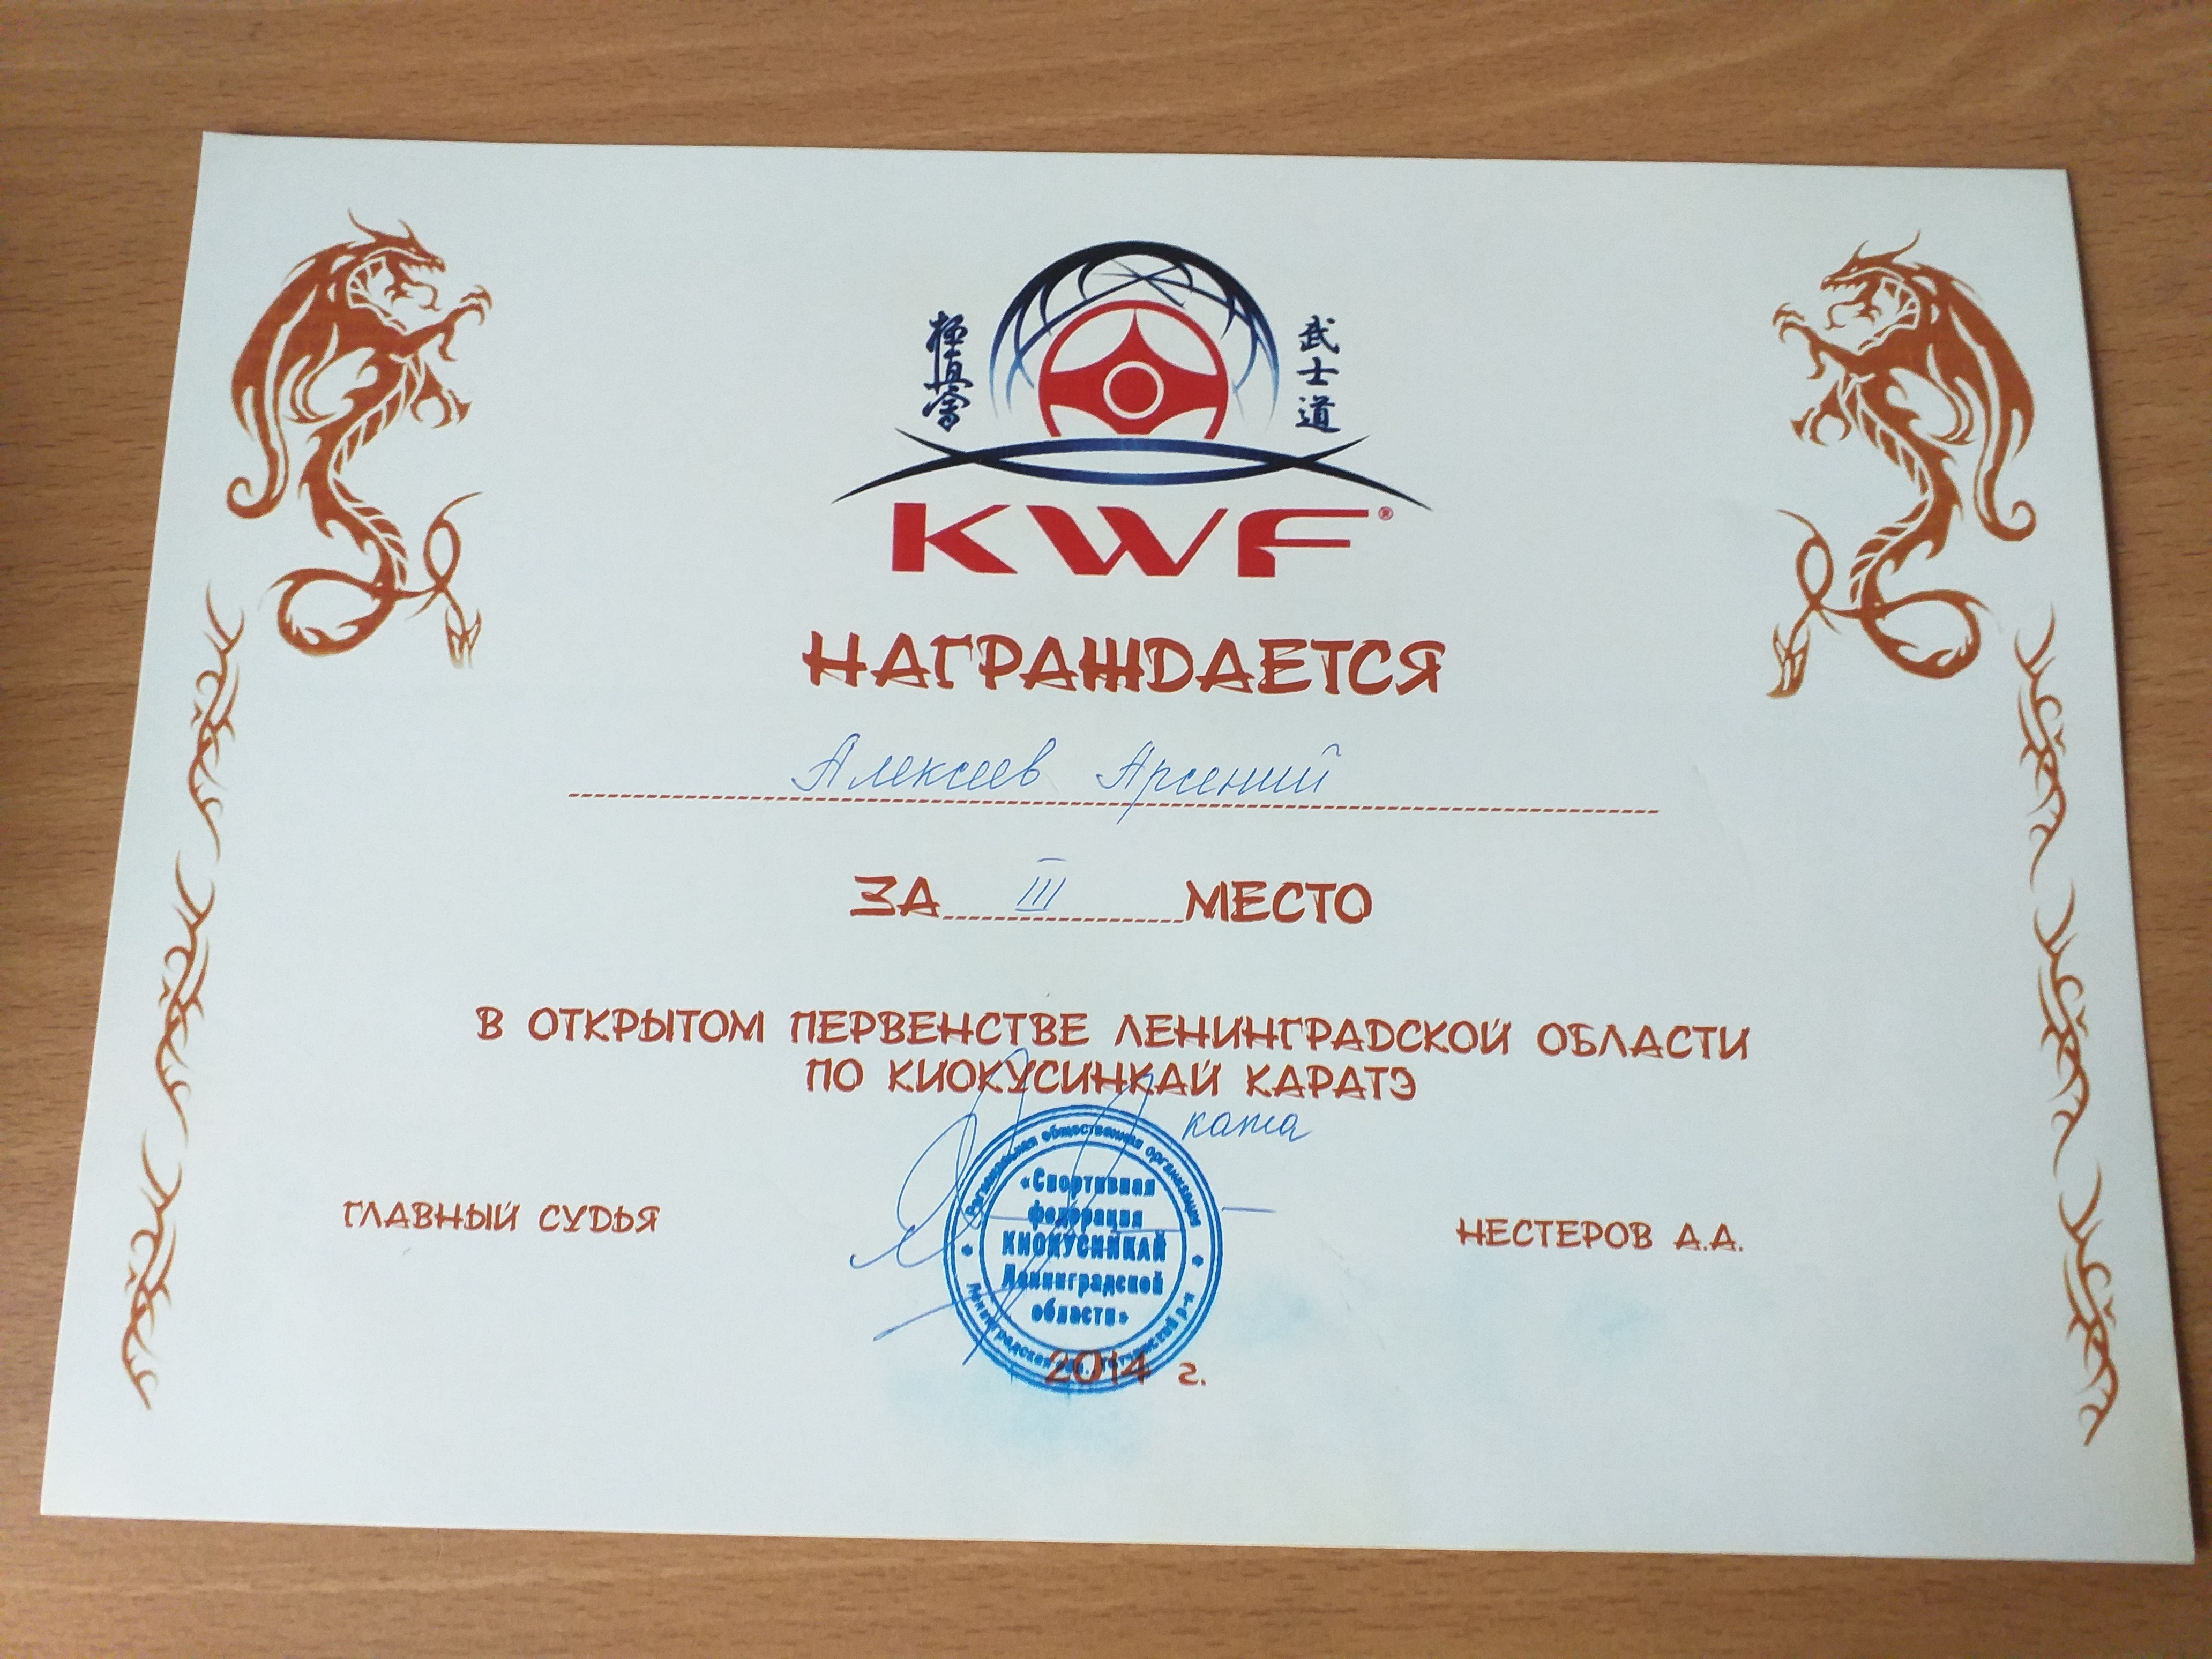 極真會
武士道
KWF®
НАГРАЖДАЕТСЯ
Алексеев Арсений
ЗА III МЕСТО
В ОТКРЫТОМ ПЕРВЕНСТВЕ ЛЕНИНГРАДСКОЙ ОБЛАСТИ
ПО КИОКУСИНКАЙ КАРАТЭ
ката
ГЛАВНЫЙ СУДЬЯ
Региональная общественная организация
«Спортивная
федерация
КИОКУСИНКАЙ
Ленинградской
области»
Ленинградская обл. Гатчинский р-н
НЕСТЕРОВ А.А.
2014 г.